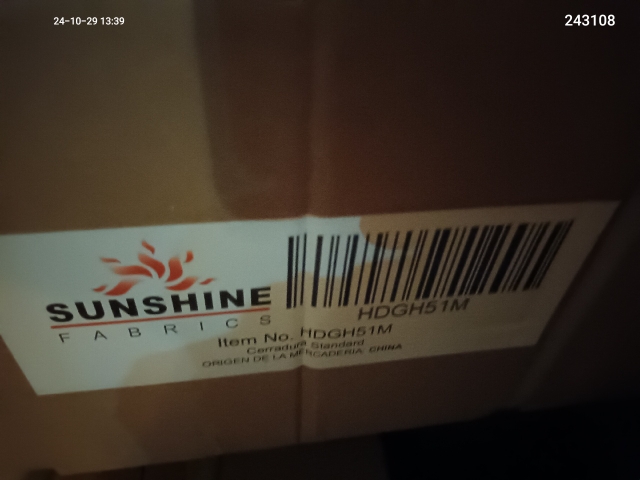 24-10-29 13:39
243108
SUNSHINE
FABRICS
HDGH51M
Item No. HDGH51M
Cerradura Standard
ORIGEN DE LA MERCADERIA: CHINA